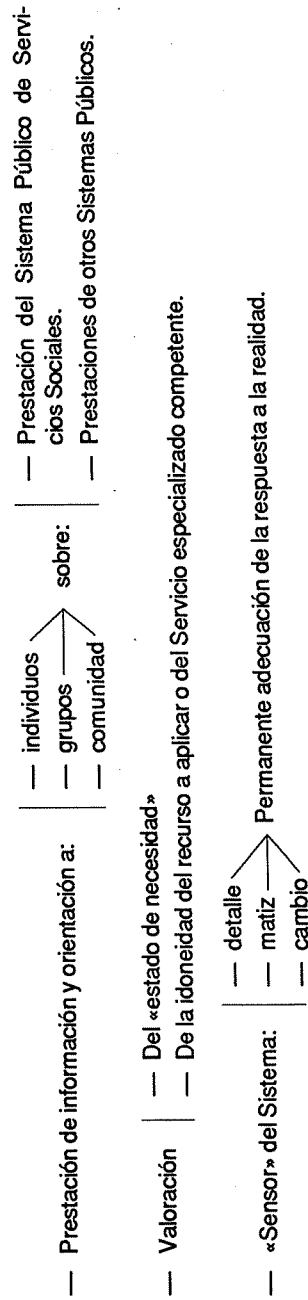 — Prestación de información y orientación a:
— individuos
— grupos
— comunidad
sobre:
— Prestación del Sistema Público de Servi-
cios Sociales.
— Prestaciones de otros Sistemas Públicos.
— Valoración
— Del «estado de necesidad»
— De la idoneidad del recurso a aplicar o del Servicio especializado competente.
— «Sensor» del Sistema:
— detalle
— matiz
— cambio
Permanente adecuación de la respuesta a la realidad.